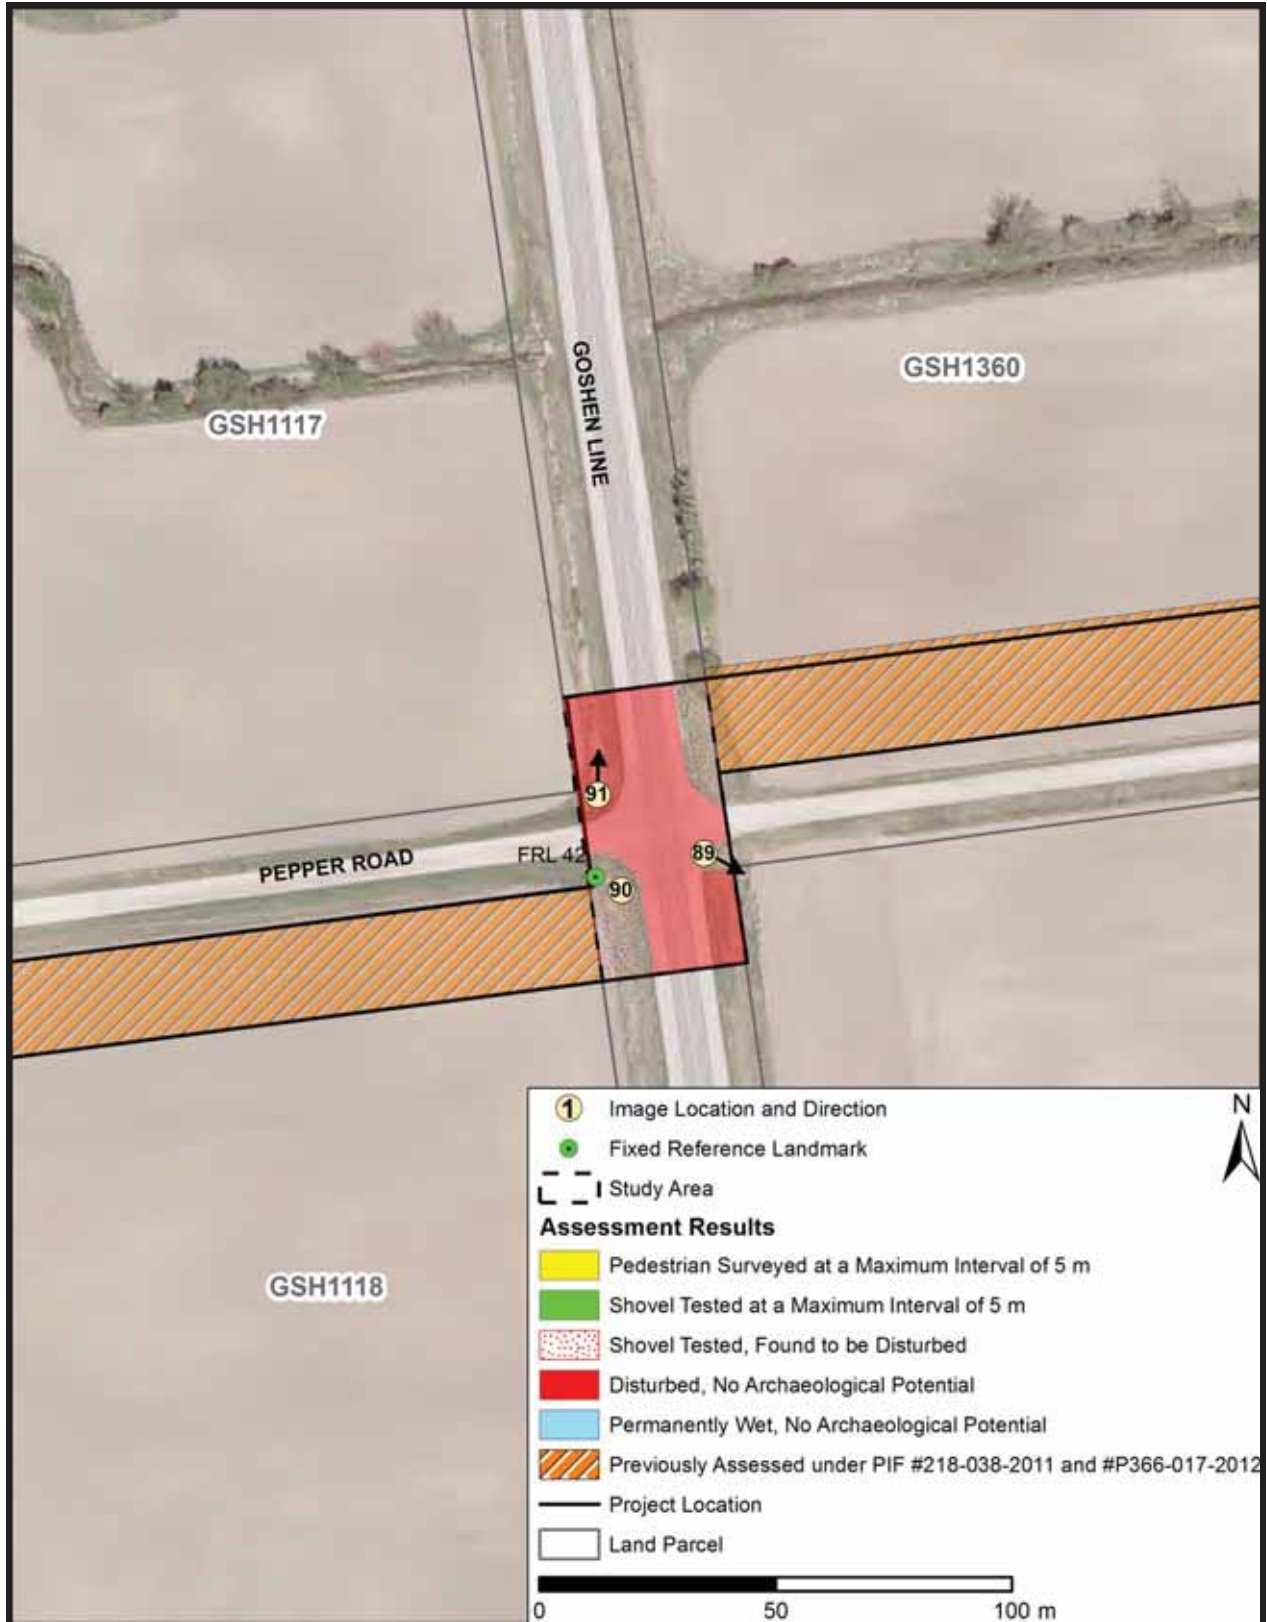 GOSHEN LINE
GSH1360
GSH1117
91
89
PEPPER ROAD
FRL 42
90
GSH1118
1 Image Location and Direction
N
Fixed Reference Landmark
Study Area
Assessment Results
Pedestrian Surveyed at a Maximum Interval of 5 m
Shovel Tested at a Maximum Interval of 5 m
Shovel Tested, Found to be Disturbed
Disturbed, No Archaeological Potential
Permanently Wet, No Archaeological Potential
Previously Assessed under PIF #218-038-2011 and #P366-017-2012
Project Location
Land Parcel
0 50 100 m